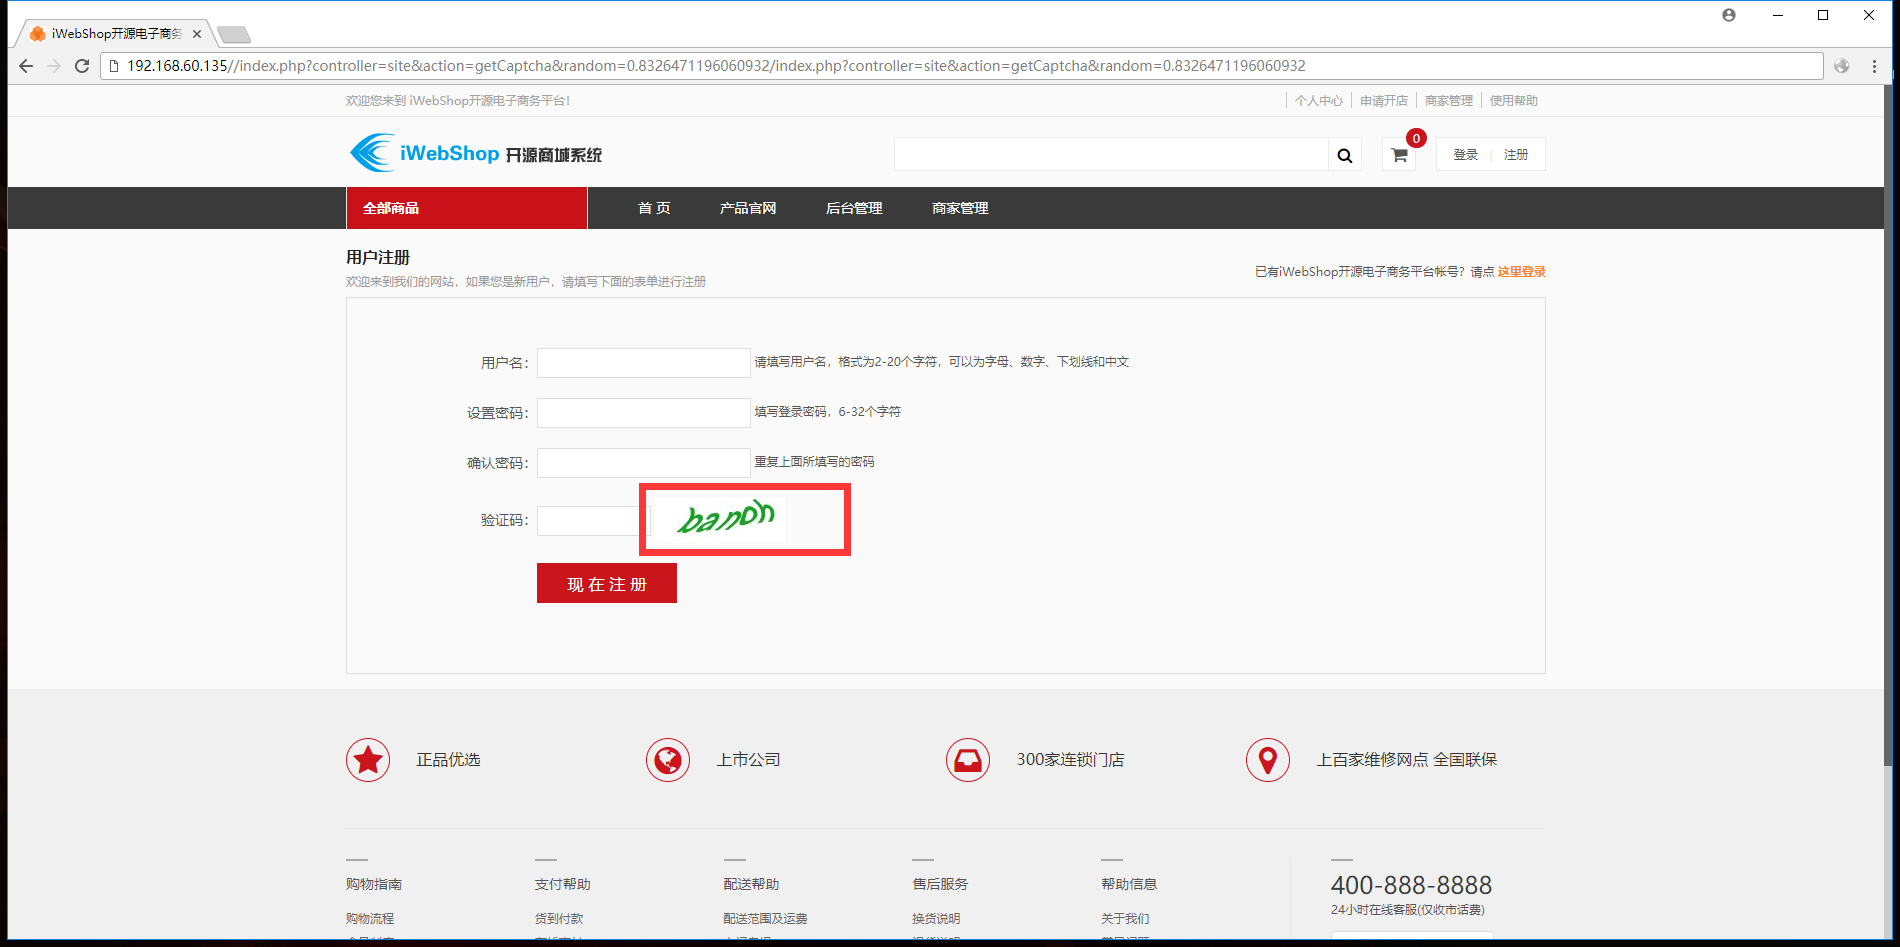 iWebShop开源电子商务
192.168.60.135//index.php?controller=site&action=getCaptcha&random=0.8326471196060932/index.php?controller=site&action=getCaptcha&random=0.8326471196060932
欢迎您来到 iWebShop开源电子商务平台!
个人中心 申请开店 商家管理 使用帮助
iWebShop 开源商城系统
0
登录 注册
全部商品 首 页 产品官网 后台管理 商家管理
用户注册
欢迎来到我们的网站，如果您是新用户，请填写下面的表单进行注册
已有iWebShop开源电子商务平台帐号？请点 这里登录
用户名： 请填写用户名，格式为2-20个字符，可以为字母、数字、下划线和中文
设置密码： 填写登录密码，6-32个字符
确认密码： 重复上面所填写的密码
验证码：
现在注册
正品优选 上市公司 300家连锁门店 上百家维修网点 全国联保
购物指南 支付帮助 配送帮助 售后服务 帮助信息 400-888-8888
购物流程 货到付款 配送范围及运费 换货说明 关于我们 24小时在线客服(仅收市话费)